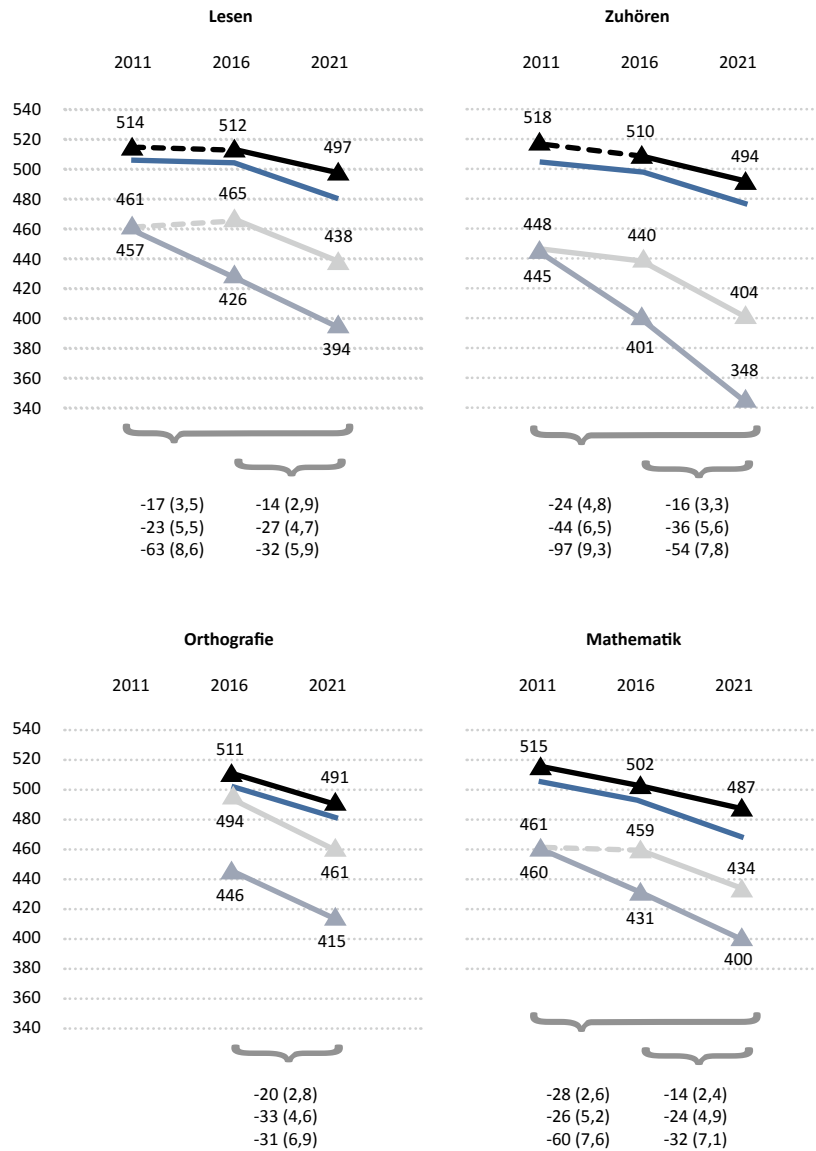 Lesen
2011 2016 2021
540
520
500
480
460
440
420
400
380
360
340
514 512 497
461 465 438
457 426 394
-17 (3,5) -14 (2,9)
-23 (5,5) -27 (4,7)
-63 (8,6) -32 (5,9)
Zuhören
2011 2016 2021
518 510 494
448 440 404
445 401 348
-24 (4,8) -16 (3,3)
-44 (6,5) -36 (5,6)
-97 (9,3) -54 (7,8)
Orthografie
2011 2016 2021
540
520
500
480
460
440
420
400
380
360
340
511 491
494 461
446 415
-20 (2,8)
-33 (4,6)
-31 (6,9)
Mathematik
2011 2016 2021
515 502 487
461 459 434
460 431 400
-28 (2,6) -14 (2,4)
-26 (5,2) -24 (4,9)
-60 (7,6) -32 (7,1)